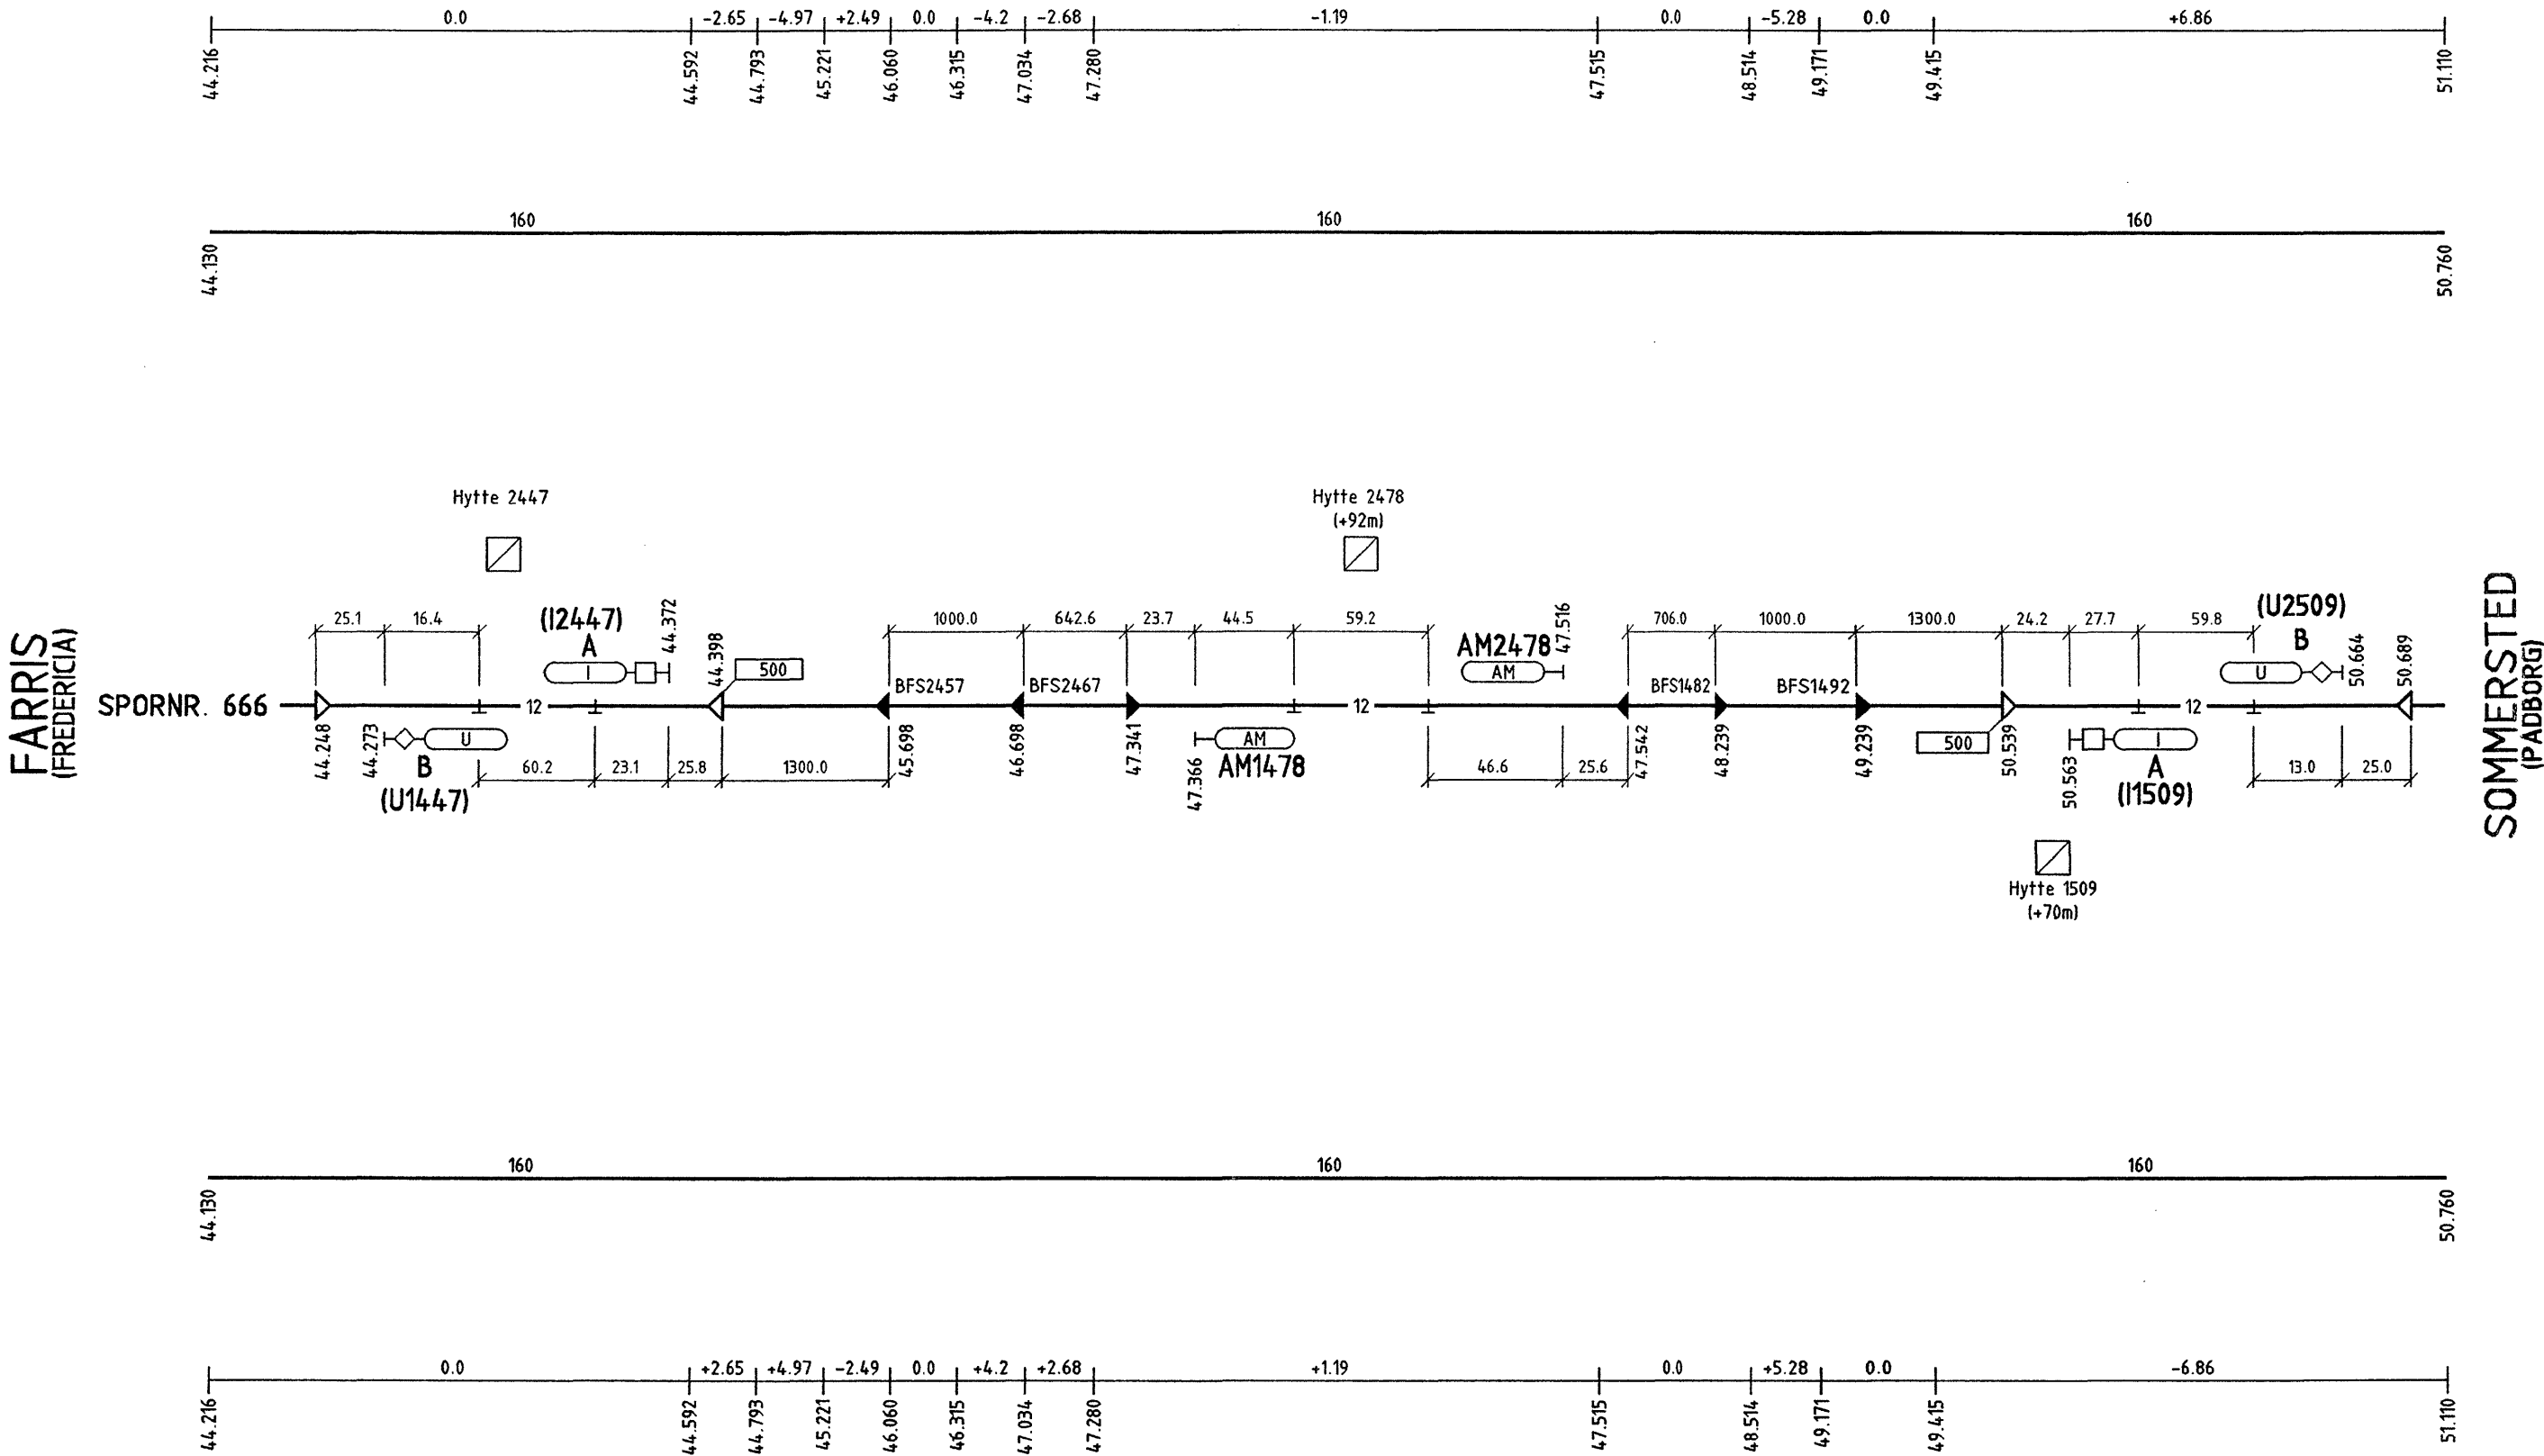 0.0 -2.65 -4.97 +2.49 0.0 -4.2 -2.68 -1.19 0.0 -5.28 0.0 +6.86
44.216 44.592 44.793 45.221 46.060 46.315 47.034 47.280 47.515 48.514 49.171 49.415 51.110
160 160 160
44.130 50.760
Hytte 2447 Hytte 2478
(+92m)
FARRIS
(FREDERICIA)
SOMMERSTED
(PADBORG)
25.1 16.4 1000.0 642.6 23.7 44.5 59.2 706.0 1000.0 1300.0 24.2 27.7 59.8
(I2447) 44.372 AM2478 47.516 (U2509)
A B
I 44.398 500 AM U 50.664 50.689
BFS2457 BFS2467 BFS1482 BFS1492
SPORNR. 666 12 12 12
44.248 44.273 U 45.698 46.698 47.341 AM 47.542 48.239 49.239 500 50.539 I
B 47.366 AM1478 50.563 A
(U1447) (I1509)
60.2 23.1 25.8 1300.0 46.6 25.6 13.0 25.0
Hytte 1509
(+70m)
160 160 160
44.130 50.760
0.0 +2.65 +4.97 -2.49 0.0 +4.2 +2.68 +1.19 0.0 +5.28 0.0 -6.86
44.216 44.592 44.793 45.221 46.060 46.315 47.034 47.280 47.515 48.514 49.171 49.415 51.110